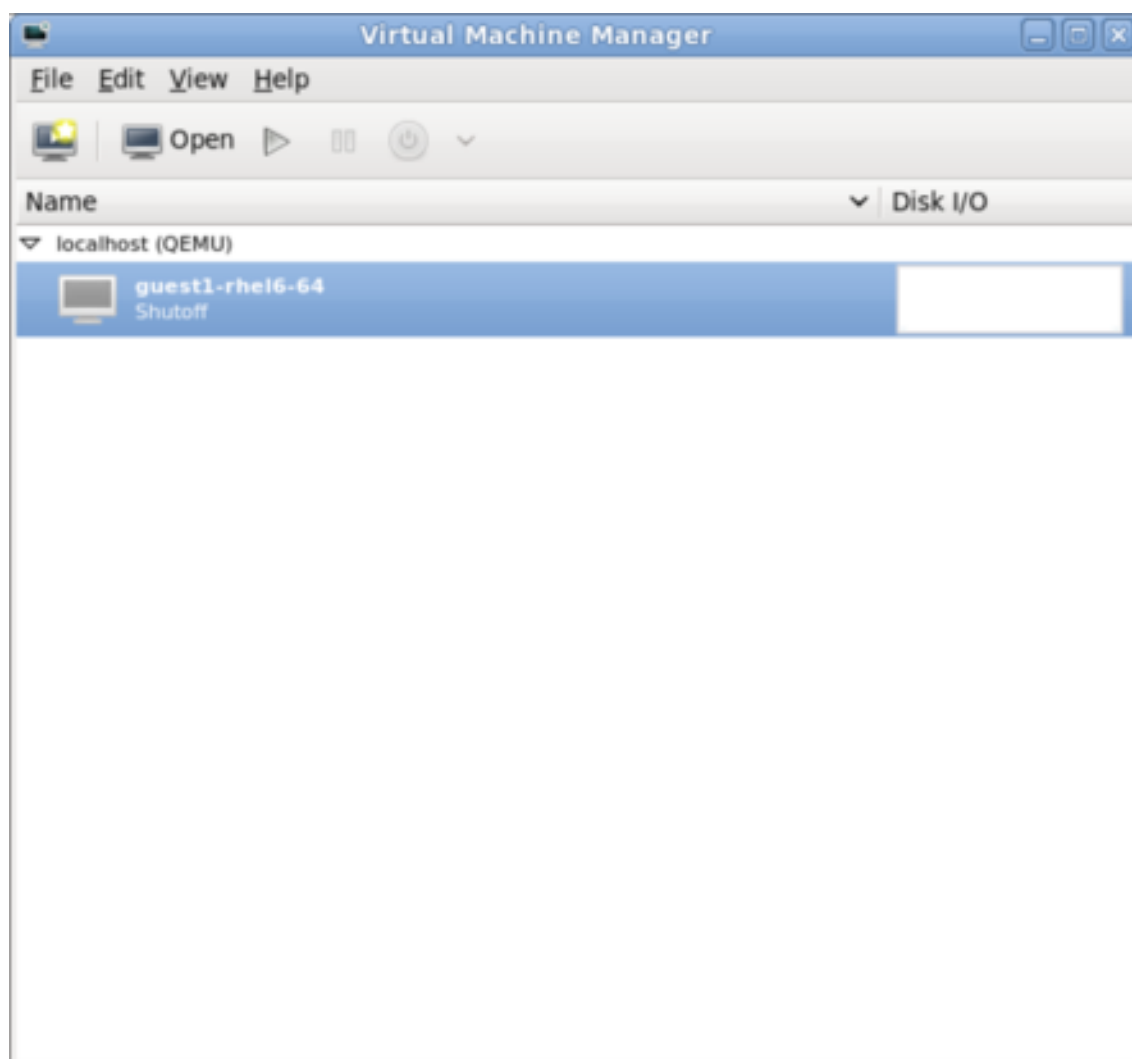 Virtual Machine Manager
File Edit View Help
Open
Name Disk I/O
localhost (QEMU)
guest1-rhel6-64
Shutoff